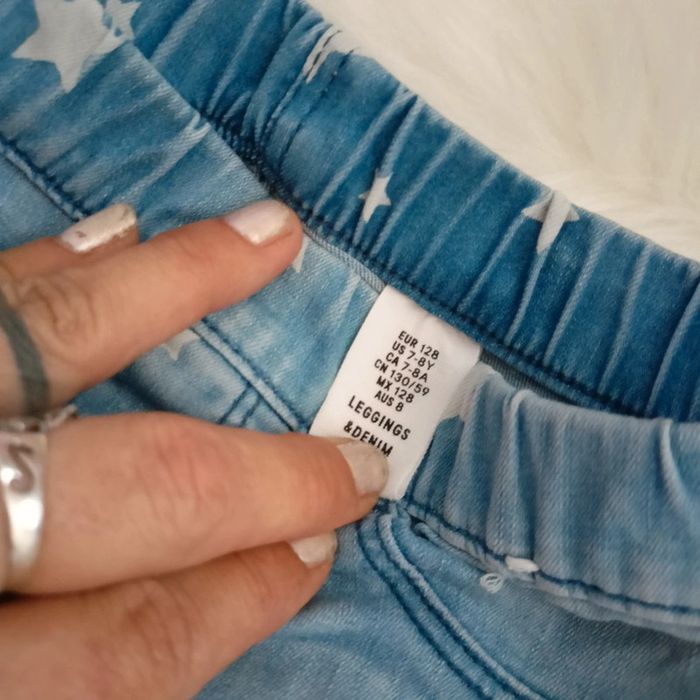 EUR 128
US 7-8Y
CA 7-8A
CN 130/59
MX 128
AUS 8
LEGGINGS
&DENIM